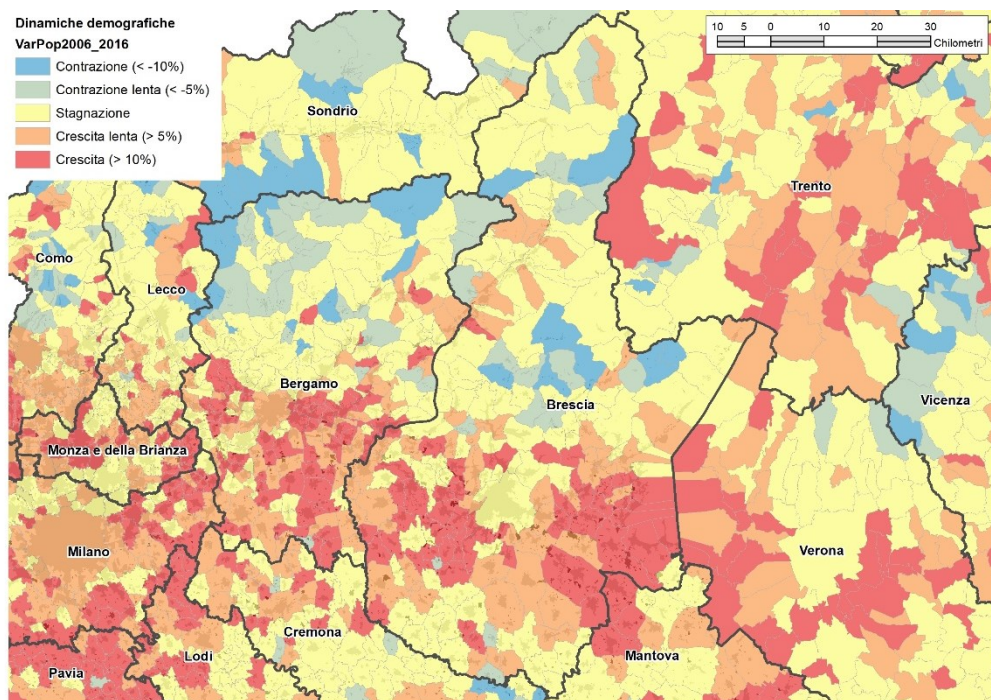 Dinamiche demografiche
VarPop2006_2016
Contrazione (< -10%)
Contrazione lenta (< -5%)
Stagnazione
Crescita lenta (> 5%)
Crescita (> 10%)
10 5 0 10 20 30
Chilometri
Sondrio
Trento
Como
Lecco
Bergamo
Brescia
Vicenza
Monza e della Brianza
Milano
Verona
Cremona
Lodi
Mantova
Pavia